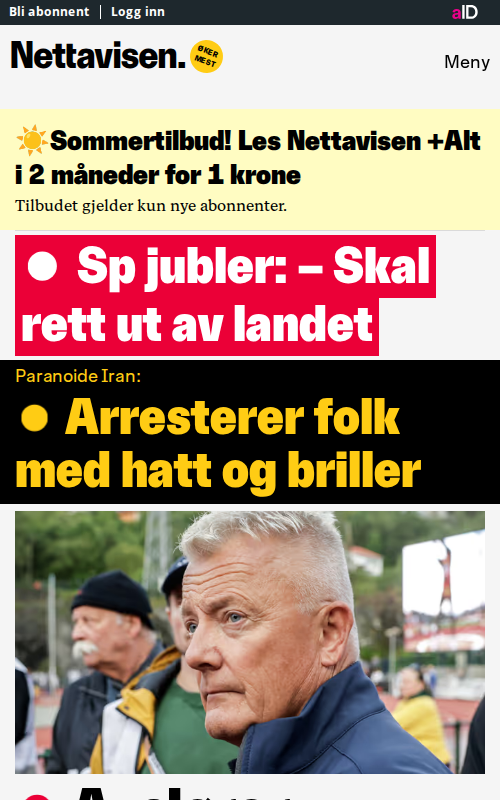 Bli abonnent Logg inn aID
Nettavisen. ØKER MEST
Meny
Sommertilbud! Les Nettavisen +Alt
i 2 måneder for 1 krone
Tilbudet gjelder kun nye abonnenter.
Sp jubler: – Skal
rett ut av landet
Paranoide Iran:
Arresterer folk
med hatt og briller